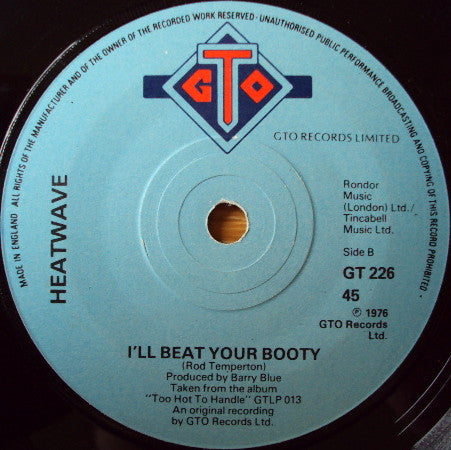 ALL RIGHTS OF THE MANUFACTURER AND OF THE OWNER OF THE RECORDED WORK RESERVED · UNAUTHORISED PUBLIC PERFORMANCE BROADCASTING AND COPYING OF THIS RECORD PROHIBITED ·
MADE IN ENGLAND
GTO
GTO RECORDS LIMITED
HEATWAVE
Rondor
Music
(London) Ltd./
Tincabell
Music Ltd.
Side B
GT 226
45
℗ 1976
GTO Records
Ltd.
I'LL BEAT YOUR BOOTY
(Rod Temperton)
Produced by Barry Blue
Taken from the album
"Too Hot To Handle" GTLP 013
An original recording
by GTO Records Ltd.